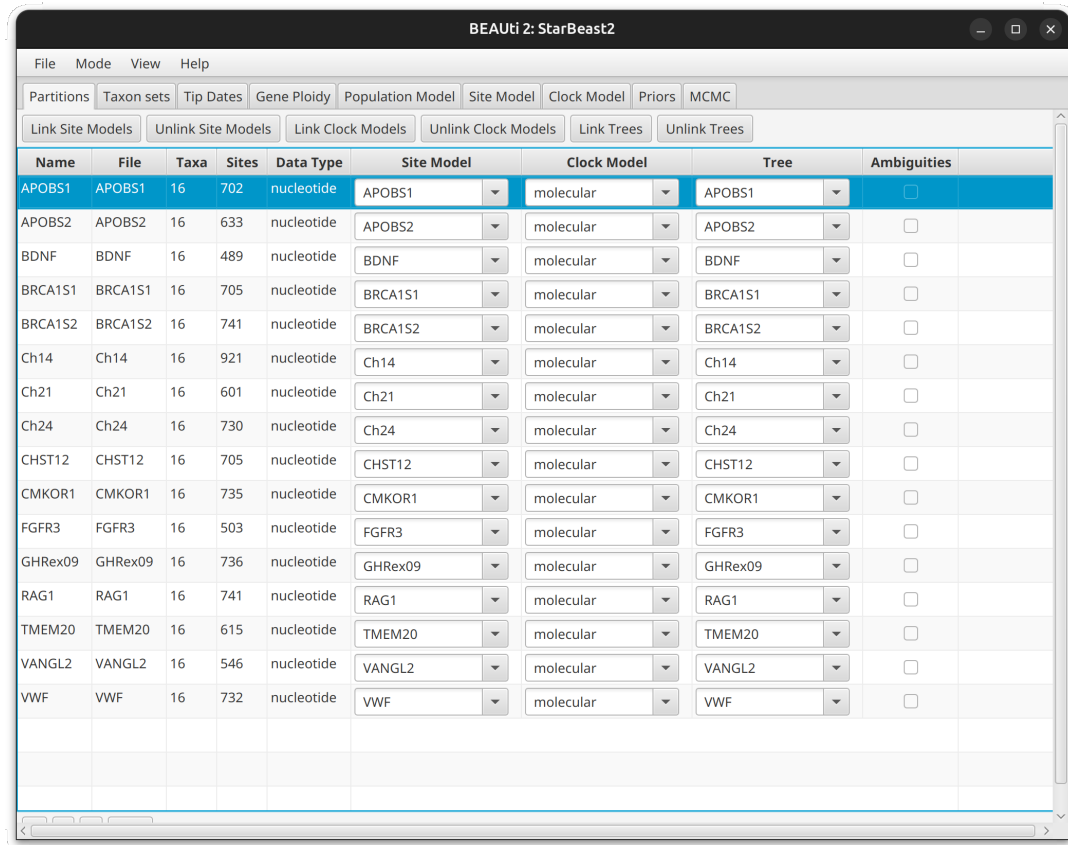 BEAUti 2: StarBeast2
File Mode View Help
Partitions Taxon sets Tip Dates Gene Ploidy Population Model Site Model Clock Model Priors MCMC
Link Site Models Unlink Site Models Link Clock Models Unlink Clock Models Link Trees Unlink Trees
Name File Taxa Sites Data Type Site Model Clock Model Tree Ambiguities
APOBS1 APOBS1 16 702 nucleotide APOBS1 molecular APOBS1
APOBS2 APOBS2 16 633 nucleotide APOBS2 molecular APOBS2
BDNF BDNF 16 489 nucleotide BDNF molecular BDNF
BRCA1S1 BRCA1S1 16 705 nucleotide BRCA1S1 molecular BRCA1S1
BRCA1S2 BRCA1S2 16 741 nucleotide BRCA1S2 molecular BRCA1S2
Ch14 Ch14 16 921 nucleotide Ch14 molecular Ch14
Ch21 Ch21 16 601 nucleotide Ch21 molecular Ch21
Ch24 Ch24 16 730 nucleotide Ch24 molecular Ch24
CHST12 CHST12 16 705 nucleotide CHST12 molecular CHST12
CMKOR1 CMKOR1 16 735 nucleotide CMKOR1 molecular CMKOR1
FGFR3 FGFR3 16 503 nucleotide FGFR3 molecular FGFR3
GHRex09 GHRex09 16 736 nucleotide GHRex09 molecular GHRex09
RAG1 RAG1 16 741 nucleotide RAG1 molecular RAG1
TMEM20 TMEM20 16 615 nucleotide TMEM20 molecular TMEM20
VANGL2 VANGL2 16 546 nucleotide VANGL2 molecular VANGL2
VWF VWF 16 732 nucleotide VWF molecular VWF